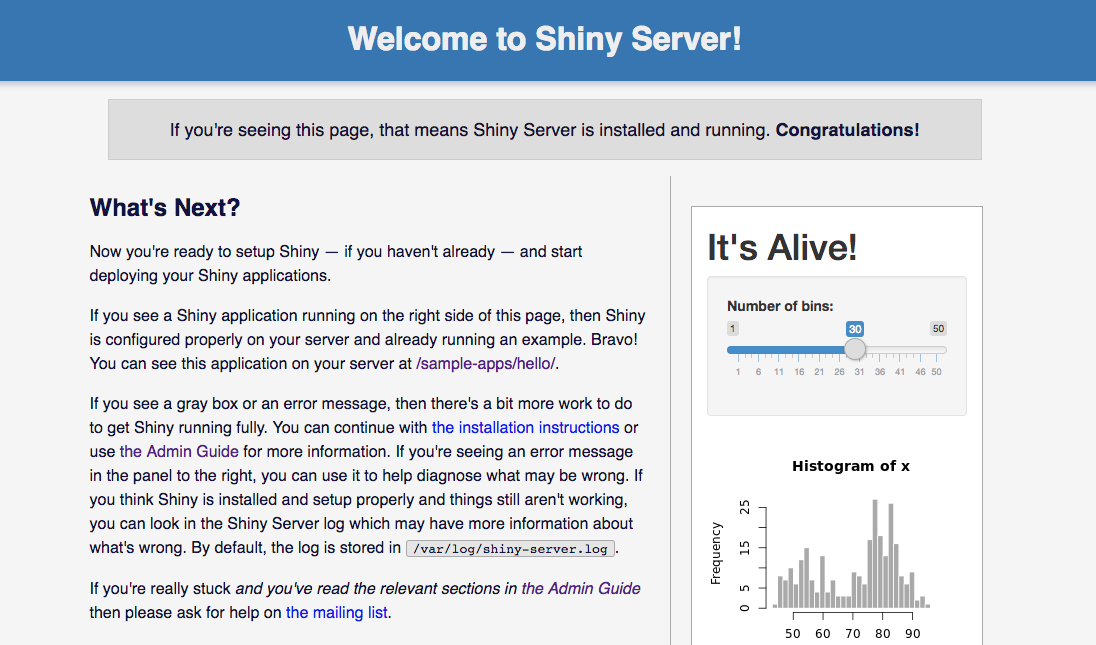 Welcome to Shiny Server!
If you're seeing this page, that means Shiny Server is installed and running. Congratulations!
What's Next?
Now you're ready to setup Shiny — if you haven't already — and start
deploying your Shiny applications.
If you see a Shiny application running on the right side of this page, then Shiny
is configured properly on your server and already running an example. Bravo!
You can see this application on your server at /sample-apps/hello/.
If you see a gray box or an error message, then there's a bit more work to do
to get Shiny running fully. You can continue with the installation instructions or
use the Admin Guide for more information. If you're seeing an error message
in the panel to the right, you can use it to help diagnose what may be wrong. If
you think Shiny is installed and setup properly and things still aren't working,
you can look in the Shiny Server log which may have more information about
what's wrong. By default, the log is stored in /var/log/shiny-server.log.
If you're really stuck and you've read the relevant sections in the Admin Guide
then please ask for help on the mailing list.
It's Alive!
Number of bins:
1 30 50
1 6 11 16 21 26 31 36 41 46 50
Histogram of x
Frequency
25
15
5
0
50 60 70 80 90